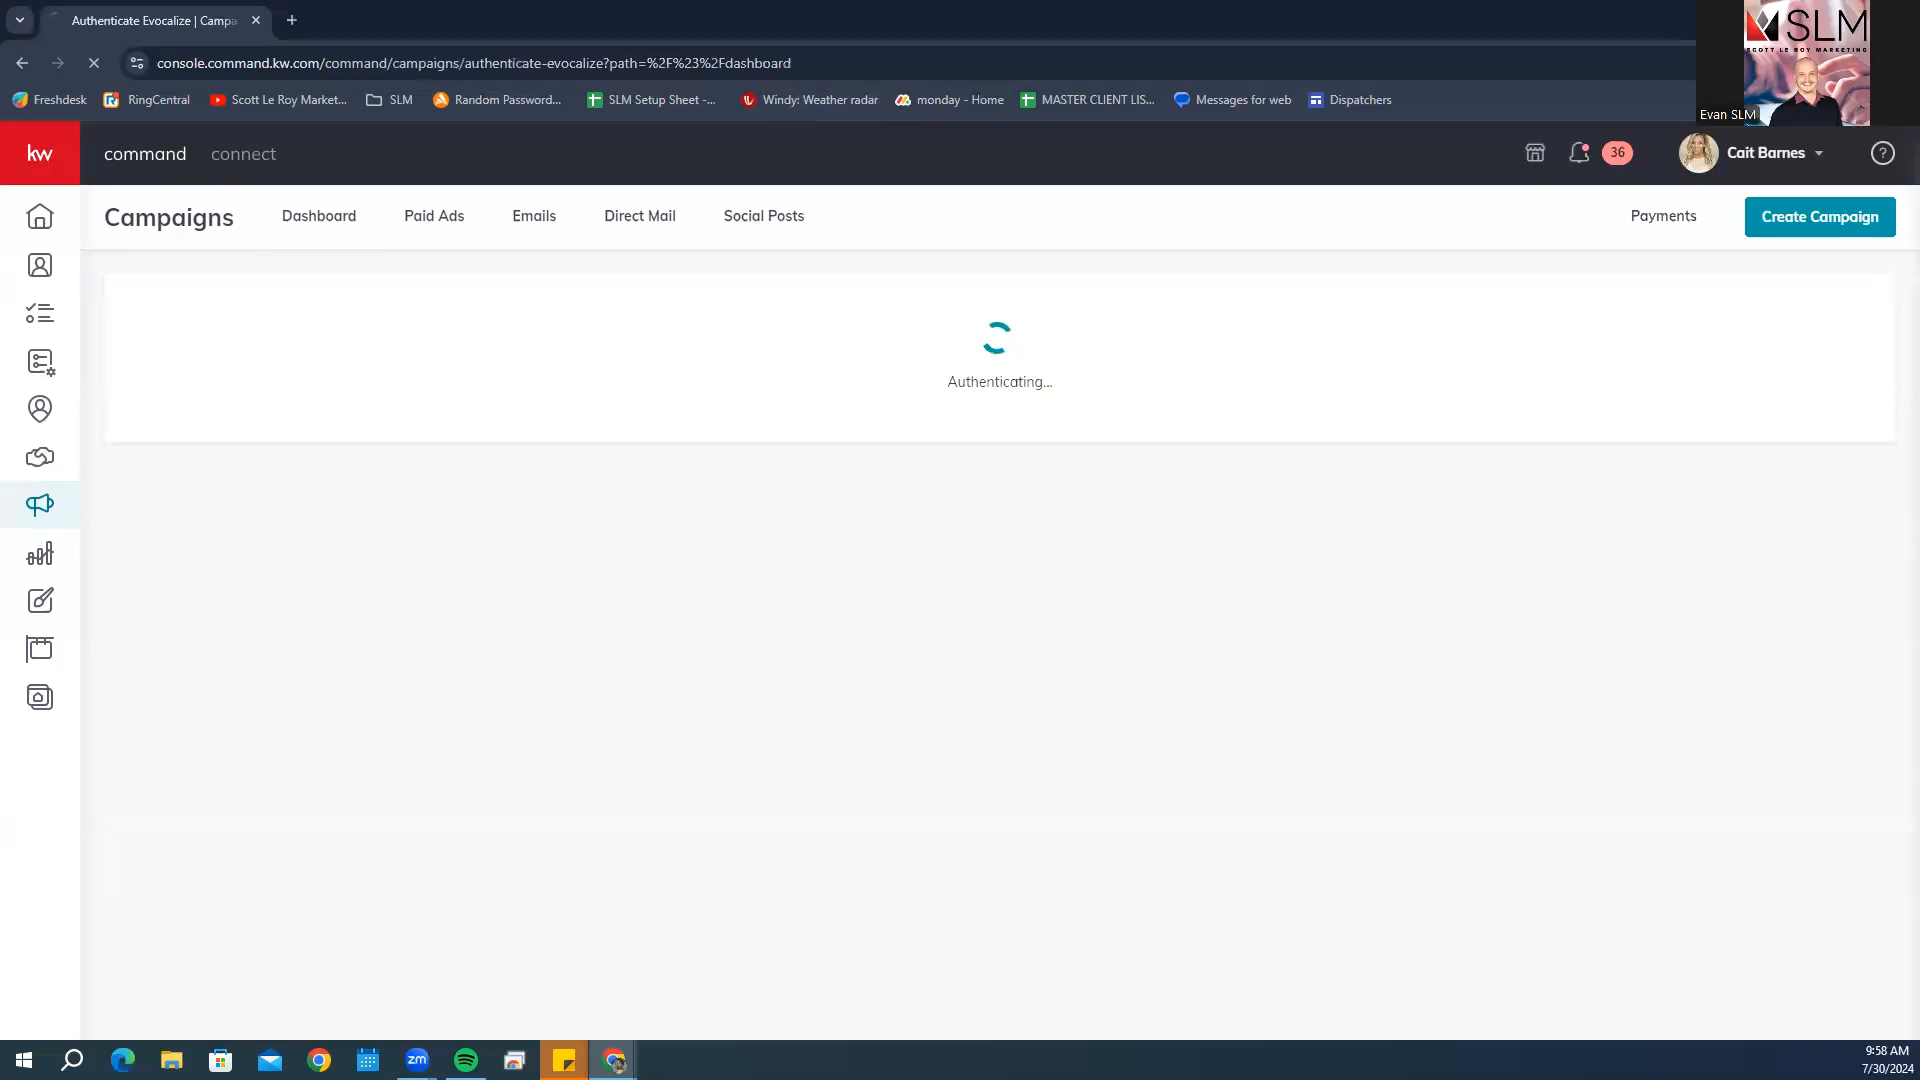 Authenticate Evocalize | Campa
console.command.kw.com/command/campaigns/authenticate-evocalize?path=%2F%23%2Fdashboard
Freshdesk RingCentral Scott Le Roy Market... SLM Random Password... SLM Setup Sheet -... Windy: Weather radar monday - Home MASTER CLIENT LIS... Messages for web Dispatchers
SLM
SCOTT LE ROY MARKETING
Evan SLM
kw command connect 36 Cait Barnes ?
Campaigns Dashboard Paid Ads Emails Direct Mail Social Posts Payments Create Campaign
Authenticating...
zm
9:58 AM
7/30/2024